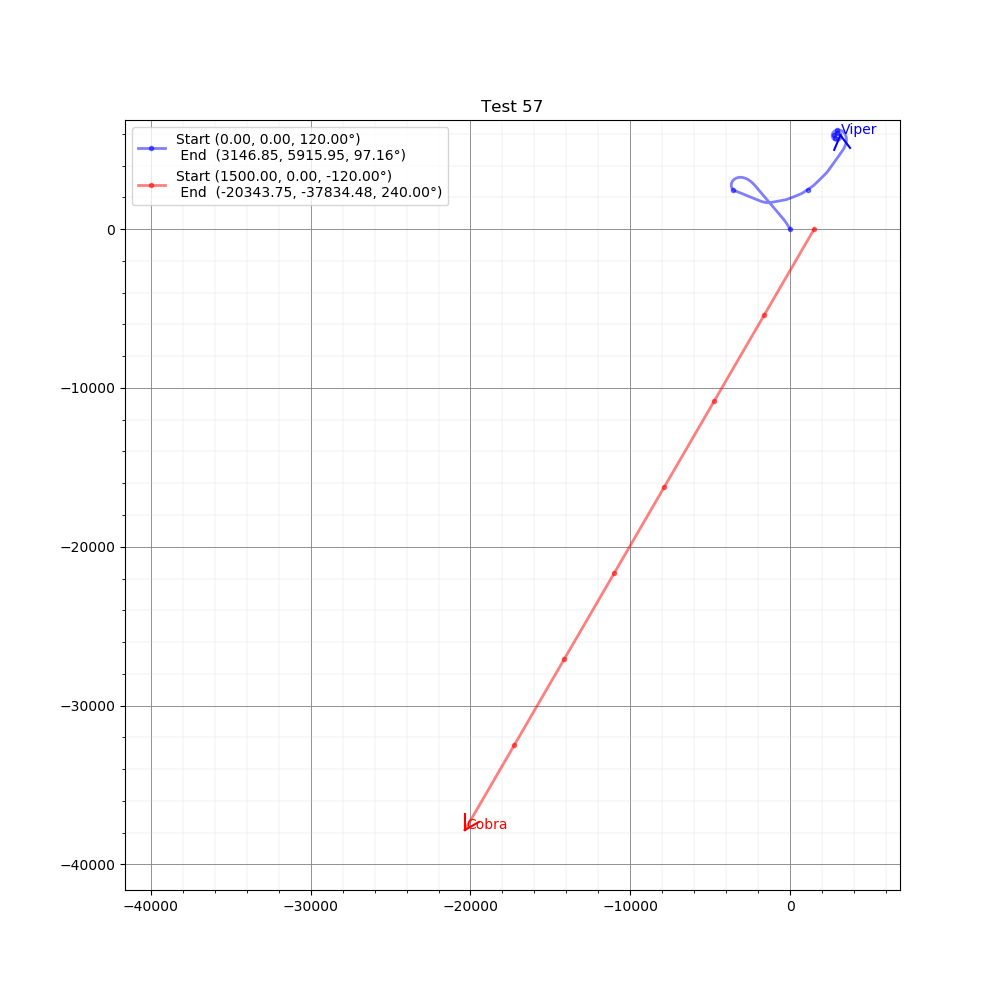 Test 57
Start (0.00, 0.00, 120.00°)
End (3146.85, 5915.95, 97.16°)
Start (1500.00, 0.00, -120.00°)
End (-20343.75, -37834.48, 240.00°)
Viper
0
−10000
−20000
−30000
−40000
Cobra
−40000 −30000 −20000 −10000 0